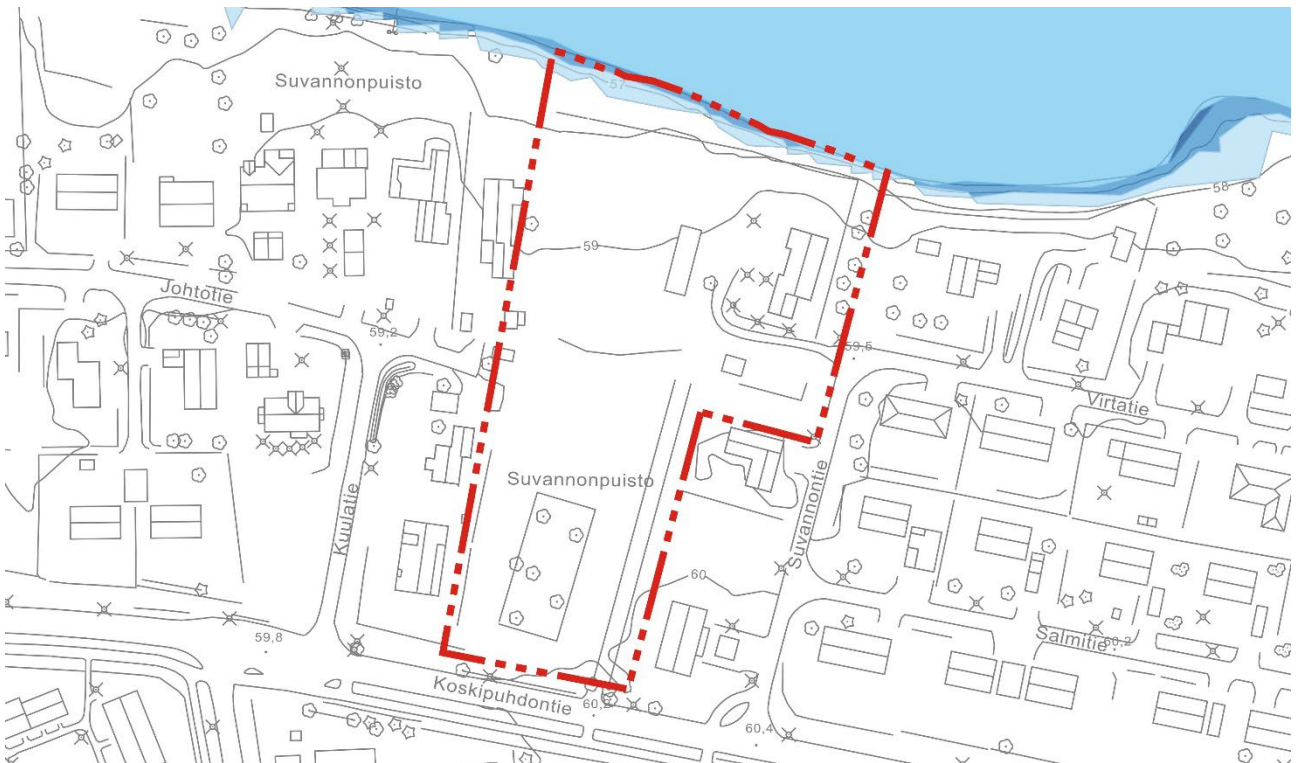 Suvannonpuisto
57
58
59
Johtotie
59,2
59,5
Virtatie
Suvannonpuisto
Kuulatie
Suvannontie
60
59,8
Salmitie
60,2
Koskipuhdontie
60,4